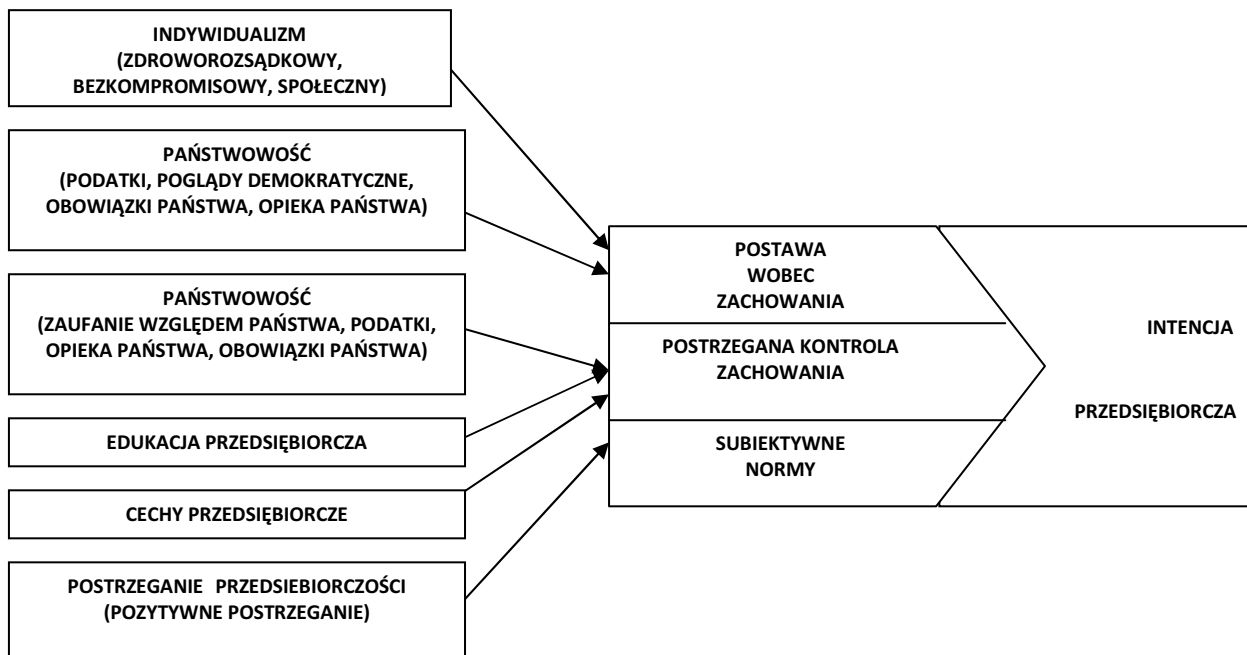 INDYWIDUALIZM
(ZDROWOROZSĄDKOWY,
BEZKOMPROMISOWY, SPOŁECZNY)
PAŃSTWOWOŚĆ
(PODATKI, POGLĄDY DEMOKRATYCZNE,
OBOWIĄZKI PAŃSTWA, OPIEKA PAŃSTWA)
PAŃSTWOWOŚĆ
(ZAUFANIE WZGLĘDEM PAŃSTWA, PODATKI,
OPIEKA PAŃSTWA, OBOWIĄZKI PAŃSTWA)
EDUKACJA PRZEDSIĘBIORCZA
CECHY PRZEDSIĘBIORCZE
POSTRZEGANIE PRZEDSIEBIORCZOŚCI
(POZYTYWNE POSTRZEGANIE)
POSTAWA
WOBEC
ZACHOWANIA
POSTRZEGANA KONTROLA
ZACHOWANIA
SUBIEKTYWNE
NORMY
INTENCJA
PRZEDSIĘBIORCZA